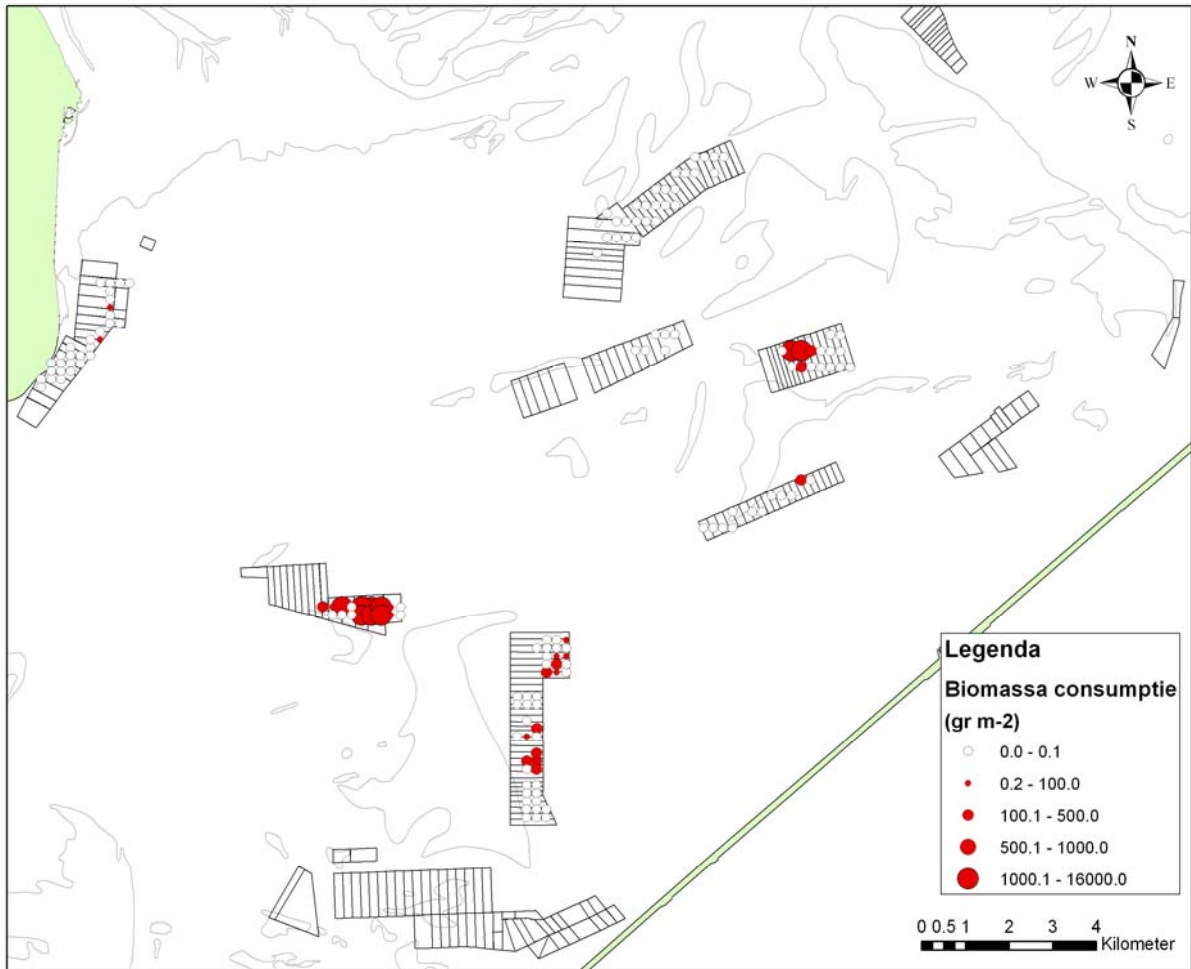 N
W E
S
Legenda
Biomassa consumptie
(gr m-2)
0.0 - 0.1
0.2 - 100.0
100.1 - 500.0
500.1 - 1000.0
1000.1 - 16000.0
0 0.5 1 2 3 4
Kilometer